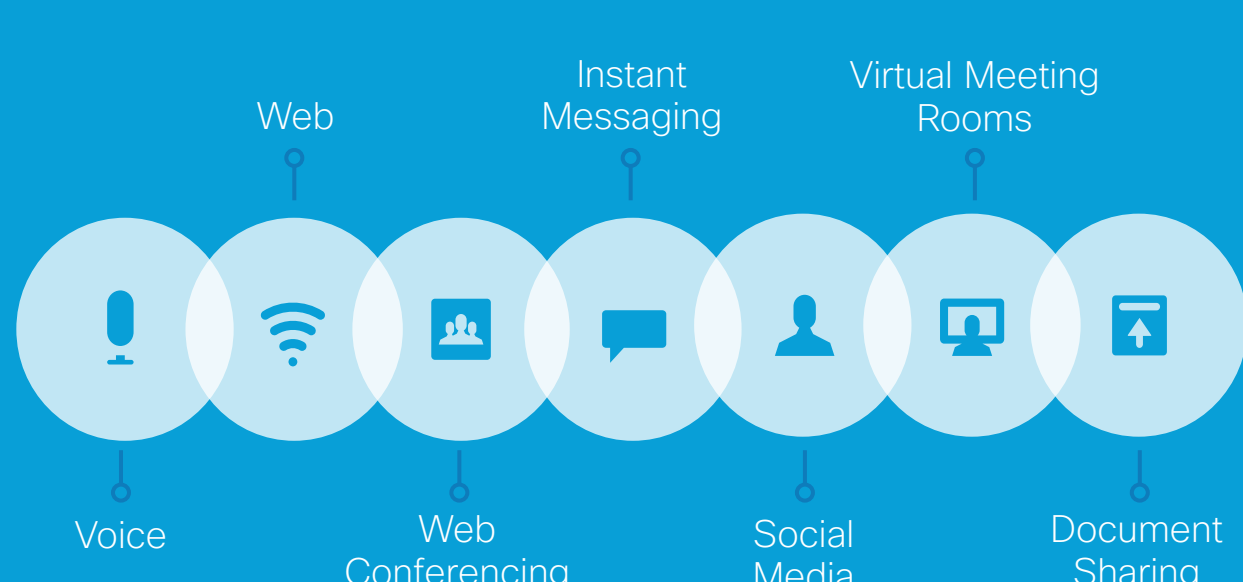 Web
Instant
Messaging
Virtual Meeting
Rooms
Voice
Web
Conferencing
Social
Media
Document
Sharing